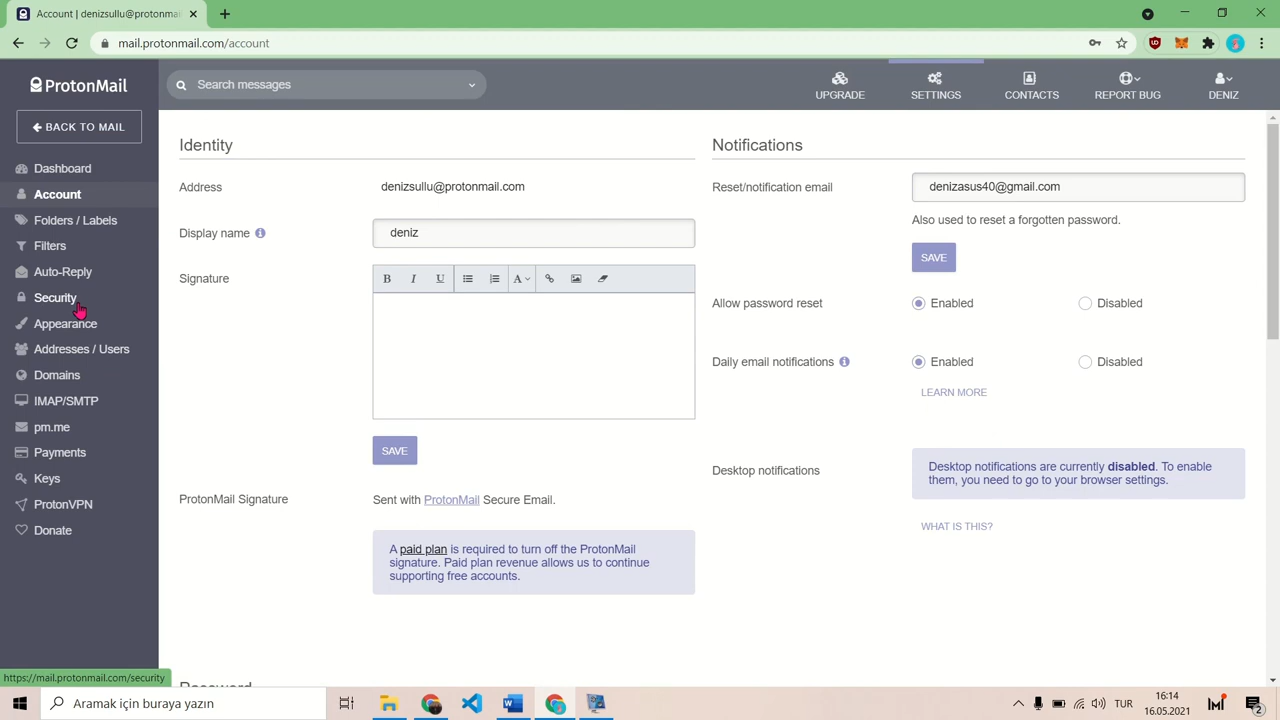 Account | denizsullu@protonmail
mail.protonmail.com/account
ProtonMail
Search messages
UPGRADE
SETTINGS
CONTACTS
REPORT BUG
DENIZ
BACK TO MAIL
Dashboard
Account
Folders / Labels
Filters
Auto-Reply
Security
Appearance
Addresses / Users
Domains
IMAP/SMTP
pm.me
Payments
Keys
ProtonVPN
Donate
Identity
Address
denizsullu@protonmail.com
Display name
deniz
Signature
B I U A
SAVE
ProtonMail Signature
Sent with ProtonMail Secure Email.
A paid plan is required to turn off the ProtonMail
signature. Paid plan revenue allows us to continue
supporting free accounts.
Password
Notifications
Reset/notification email
denizasus40@gmail.com
Also used to reset a forgotten password.
SAVE
Allow password reset
Enabled
Disabled
Daily email notifications
Enabled
Disabled
LEARN MORE
Desktop notifications
Desktop notifications are currently disabled. To enable
them, you need to go to your browser settings.
WHAT IS THIS?
https://mail.protonmail.com/security
Aramak için buraya yazın
TUR
16:14
16.05.2021
2